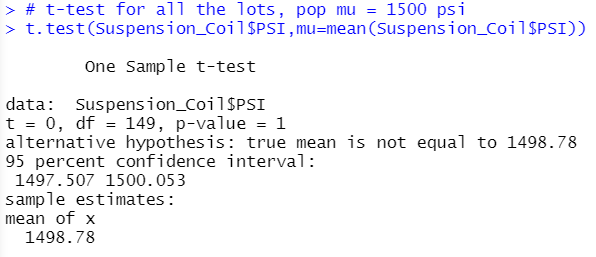 > # t-test for all the lots, pop mu = 1500 psi
> t.test(Suspension_Coil$PSI,mu=mean(Suspension_Coil$PSI))
One Sample t-test
data:  Suspension_Coil$PSI
t = 0, df = 149, p-value = 1
alternative hypothesis: true mean is not equal to 1498.78
95 percent confidence interval:
1497.507 1500.053
sample estimates:
mean of x
1498.78